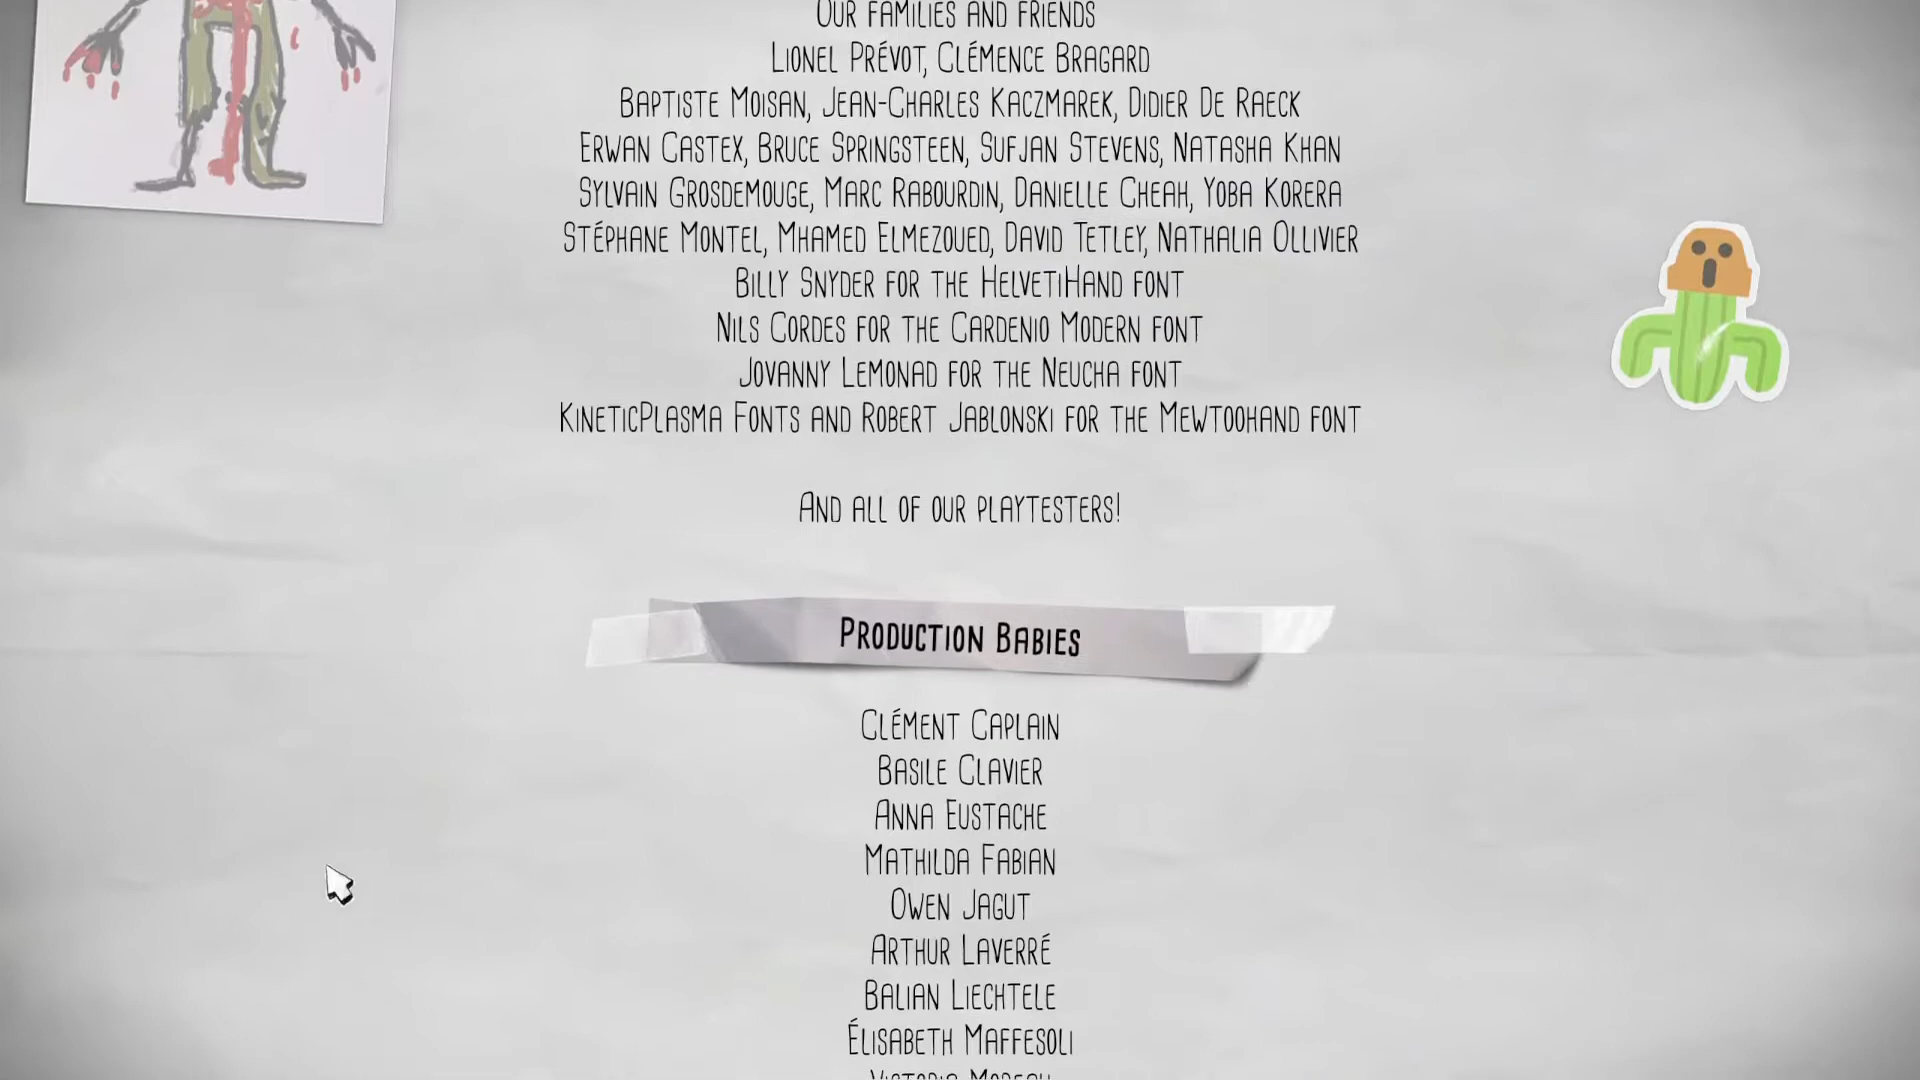 Our families and friends
Lionel Prévot, Clémence Bragard
Baptiste Moisan, Jean-Charles Kaczmarek, Didier De Raeck
Erwan Castex, Bruce Springsteen, Sufjan Stevens, Natasha Khan
Sylvain Grosdemouge, Marc Rabourdin, Danielle Cheah, Yoba Korera
Stéphane Montel, Mhamed Elmezoued, David Tetley, Nathalia Ollivier
Billy Snyder for the HelvetiHand font
Nils Cordes for the Cardenio Modern font
Jovanny Lemonad for the Neucha font
KineticPlasma Fonts and Robert Jablonski for the Mewtoohand font
And all of our playtesters!
Production Babies
Clément Caplain
Basile Clavier
Anna Eustache
Mathilda Fabian
Owen Jagut
Arthur Laverré
Balian Liechtele
Élisabeth Maffesoli